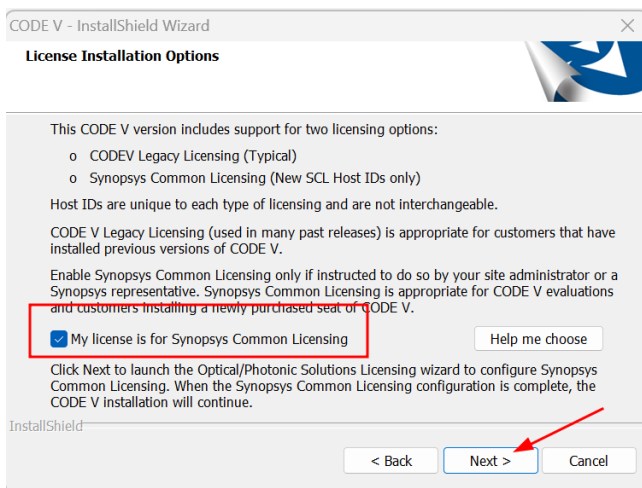 CODE V - InstallShield Wizard
License Installation Options
This CODE V version includes support for two licensing options:
o CODEV Legacy Licensing (Typical)
o Synopsys Common Licensing (New SCL Host IDs only)
Host IDs are unique to each type of licensing and are not interchangeable.
CODE V Legacy Licensing (used in many past releases) is appropriate for customers that have
installed previous versions of CODE V.
Enable Synopsys Common Licensing only if instructed to do so by your site administrator or a
Synopsys representative. Synopsys Common Licensing is appropriate for CODE V evaluations
and customers installing a newly purchased seat of CODE V.
My license is for Synopsys Common Licensing
Help me choose
Click Next to launch the Optical/Photonic Solutions Licensing wizard to configure Synopsys
Common Licensing. When the Synopsys Common Licensing configuration is complete, the
CODE V installation will continue.
InstallShield
< Back
Next >
Cancel